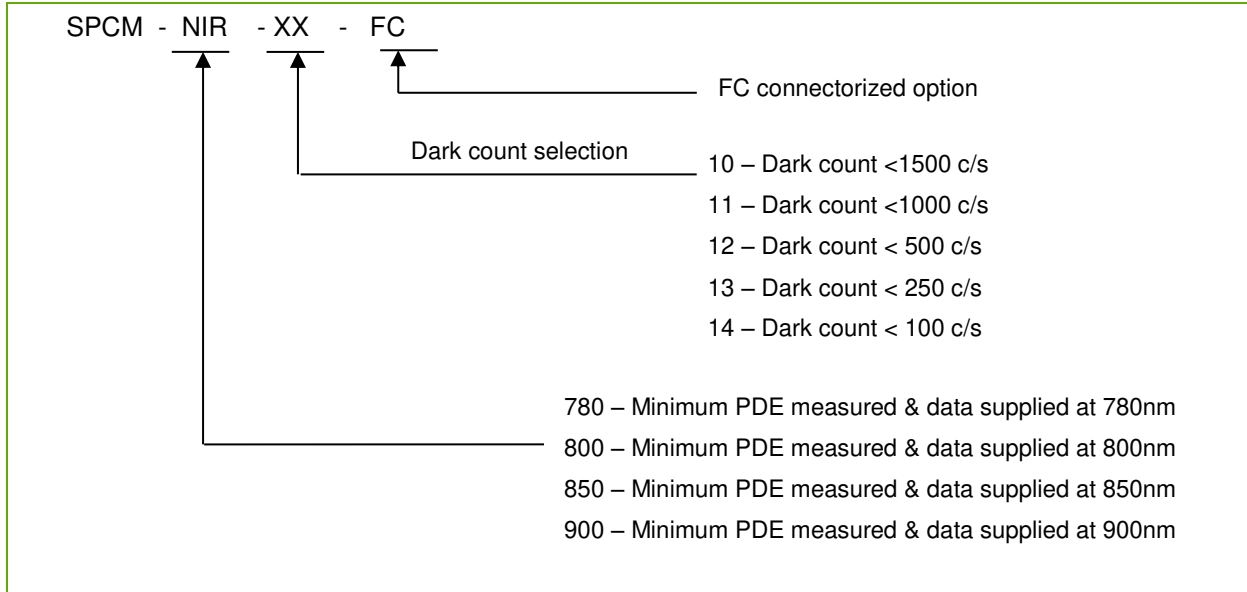 SPCM - NIR - XX - FC
FC connectorized option
Dark count selection
10 – Dark count <1500 c/s
11 – Dark count <1000 c/s
12 – Dark count < 500 c/s
13 – Dark count < 250 c/s
14 – Dark count < 100 c/s
780 – Minimum PDE measured & data supplied at 780nm
800 – Minimum PDE measured & data supplied at 800nm
850 – Minimum PDE measured & data supplied at 850nm
900 – Minimum PDE measured & data supplied at 900nm